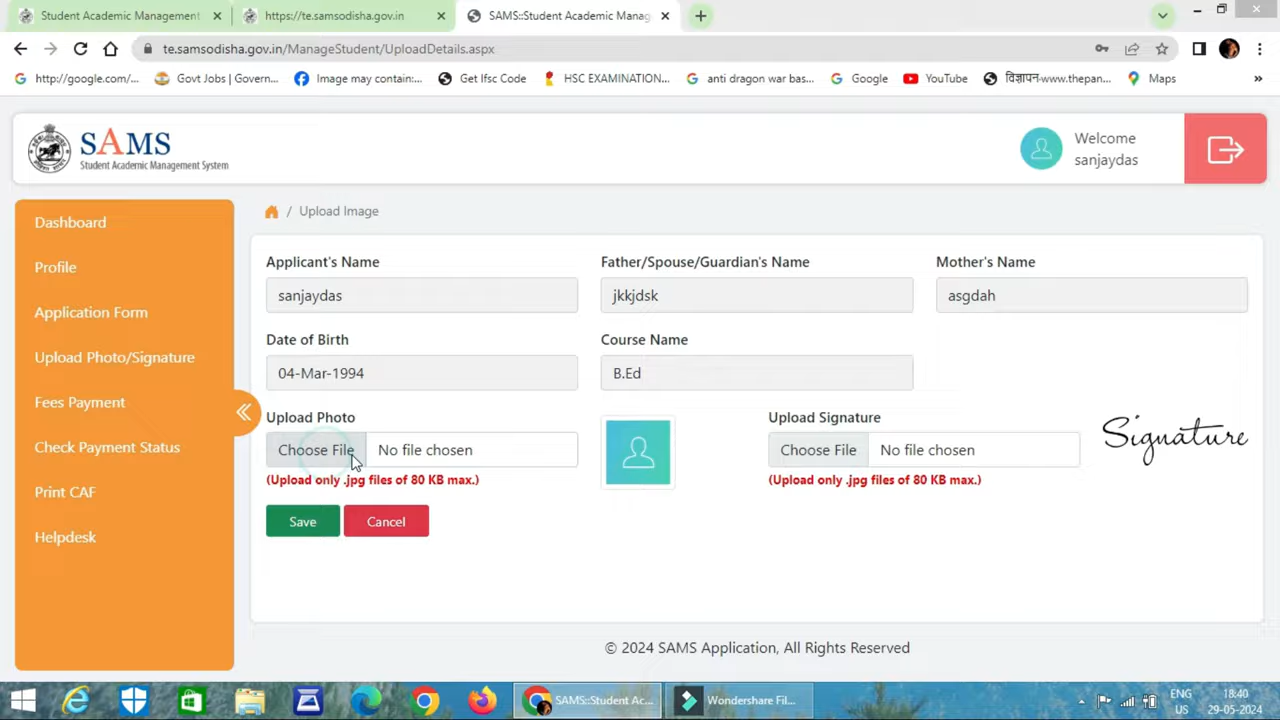 Student Academic Management
https://te.samsodisha.gov.in
SAMS::Student Academic Manag
te.samsodisha.gov.in/ManageStudent/UploadDetails.aspx
http://google.com/...
Govt Jobs | Govern...
Image may contain:...
Get Ifsc Code
HSC EXAMINATION...
anti dragon war bas...
Google
YouTube
विज्ञापन-www.thepan...
Maps
»
SAMS
Student Academic Management System
Welcome
sanjaydas
Dashboard
Profile
Application Form
Upload Photo/Signature
Fees Payment
Check Payment Status
Print CAF
Helpdesk
/ Upload Image
Applicant's Name
Father/Spouse/Guardian's Name
Mother's Name
sanjaydas
jkkjdsk
asgdah
Date of Birth
Course Name
04-Mar-1994
B.Ed
Upload Photo
Upload Signature
Choose File No file chosen
Choose File No file chosen
Signature
(Upload only .jpg files of 80 KB max.)
(Upload only .jpg files of 80 KB max.)
Save
Cancel
© 2024 SAMS Application, All Rights Reserved
SAMS::Student Ac...
Wondershare Fil...
ENG
US
18:40
29-05-2024